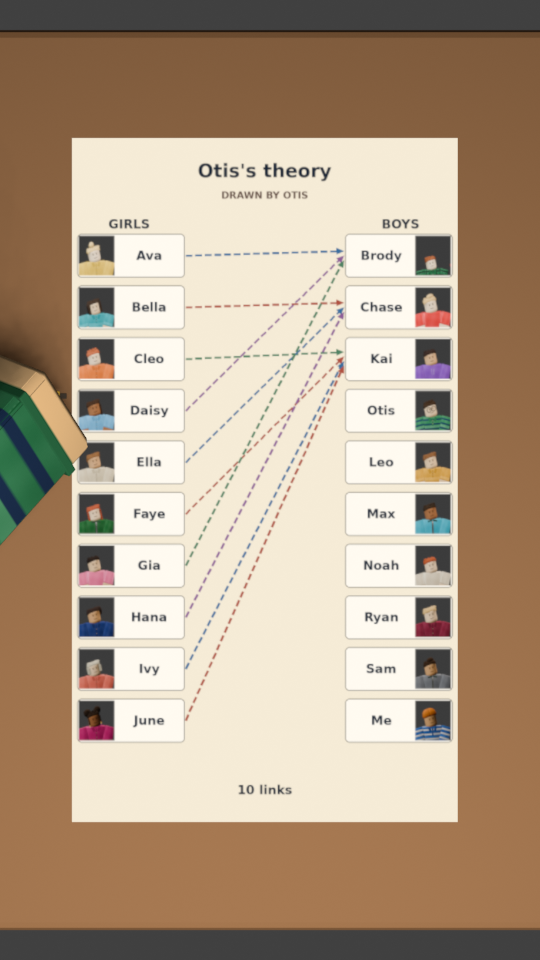 Otis's theory
DRAWN BY OTIS
GIRLS
BOYS
Ava
Brody
Bella
Chase
Cleo
Kai
Daisy
Otis
Ella
Leo
Faye
Max
Gia
Noah
Hana
Ryan
Ivy
Sam
June
Me
10 links